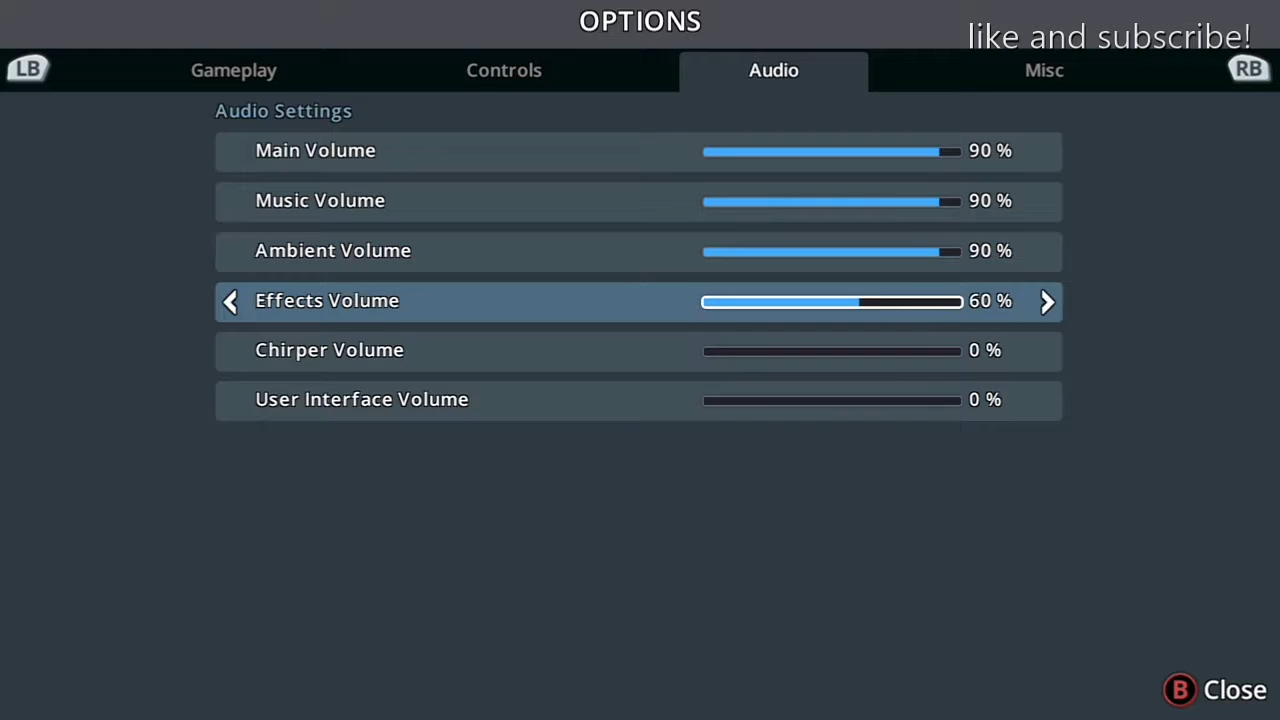 OPTIONS
like and subscribe!
LB Gameplay Controls Audio Misc RB
Audio Settings
Main Volume 90 %
Music Volume 90 %
Ambient Volume 90 %
Effects Volume 60 %
Chirper Volume 0 %
User Interface Volume 0 %
B Close